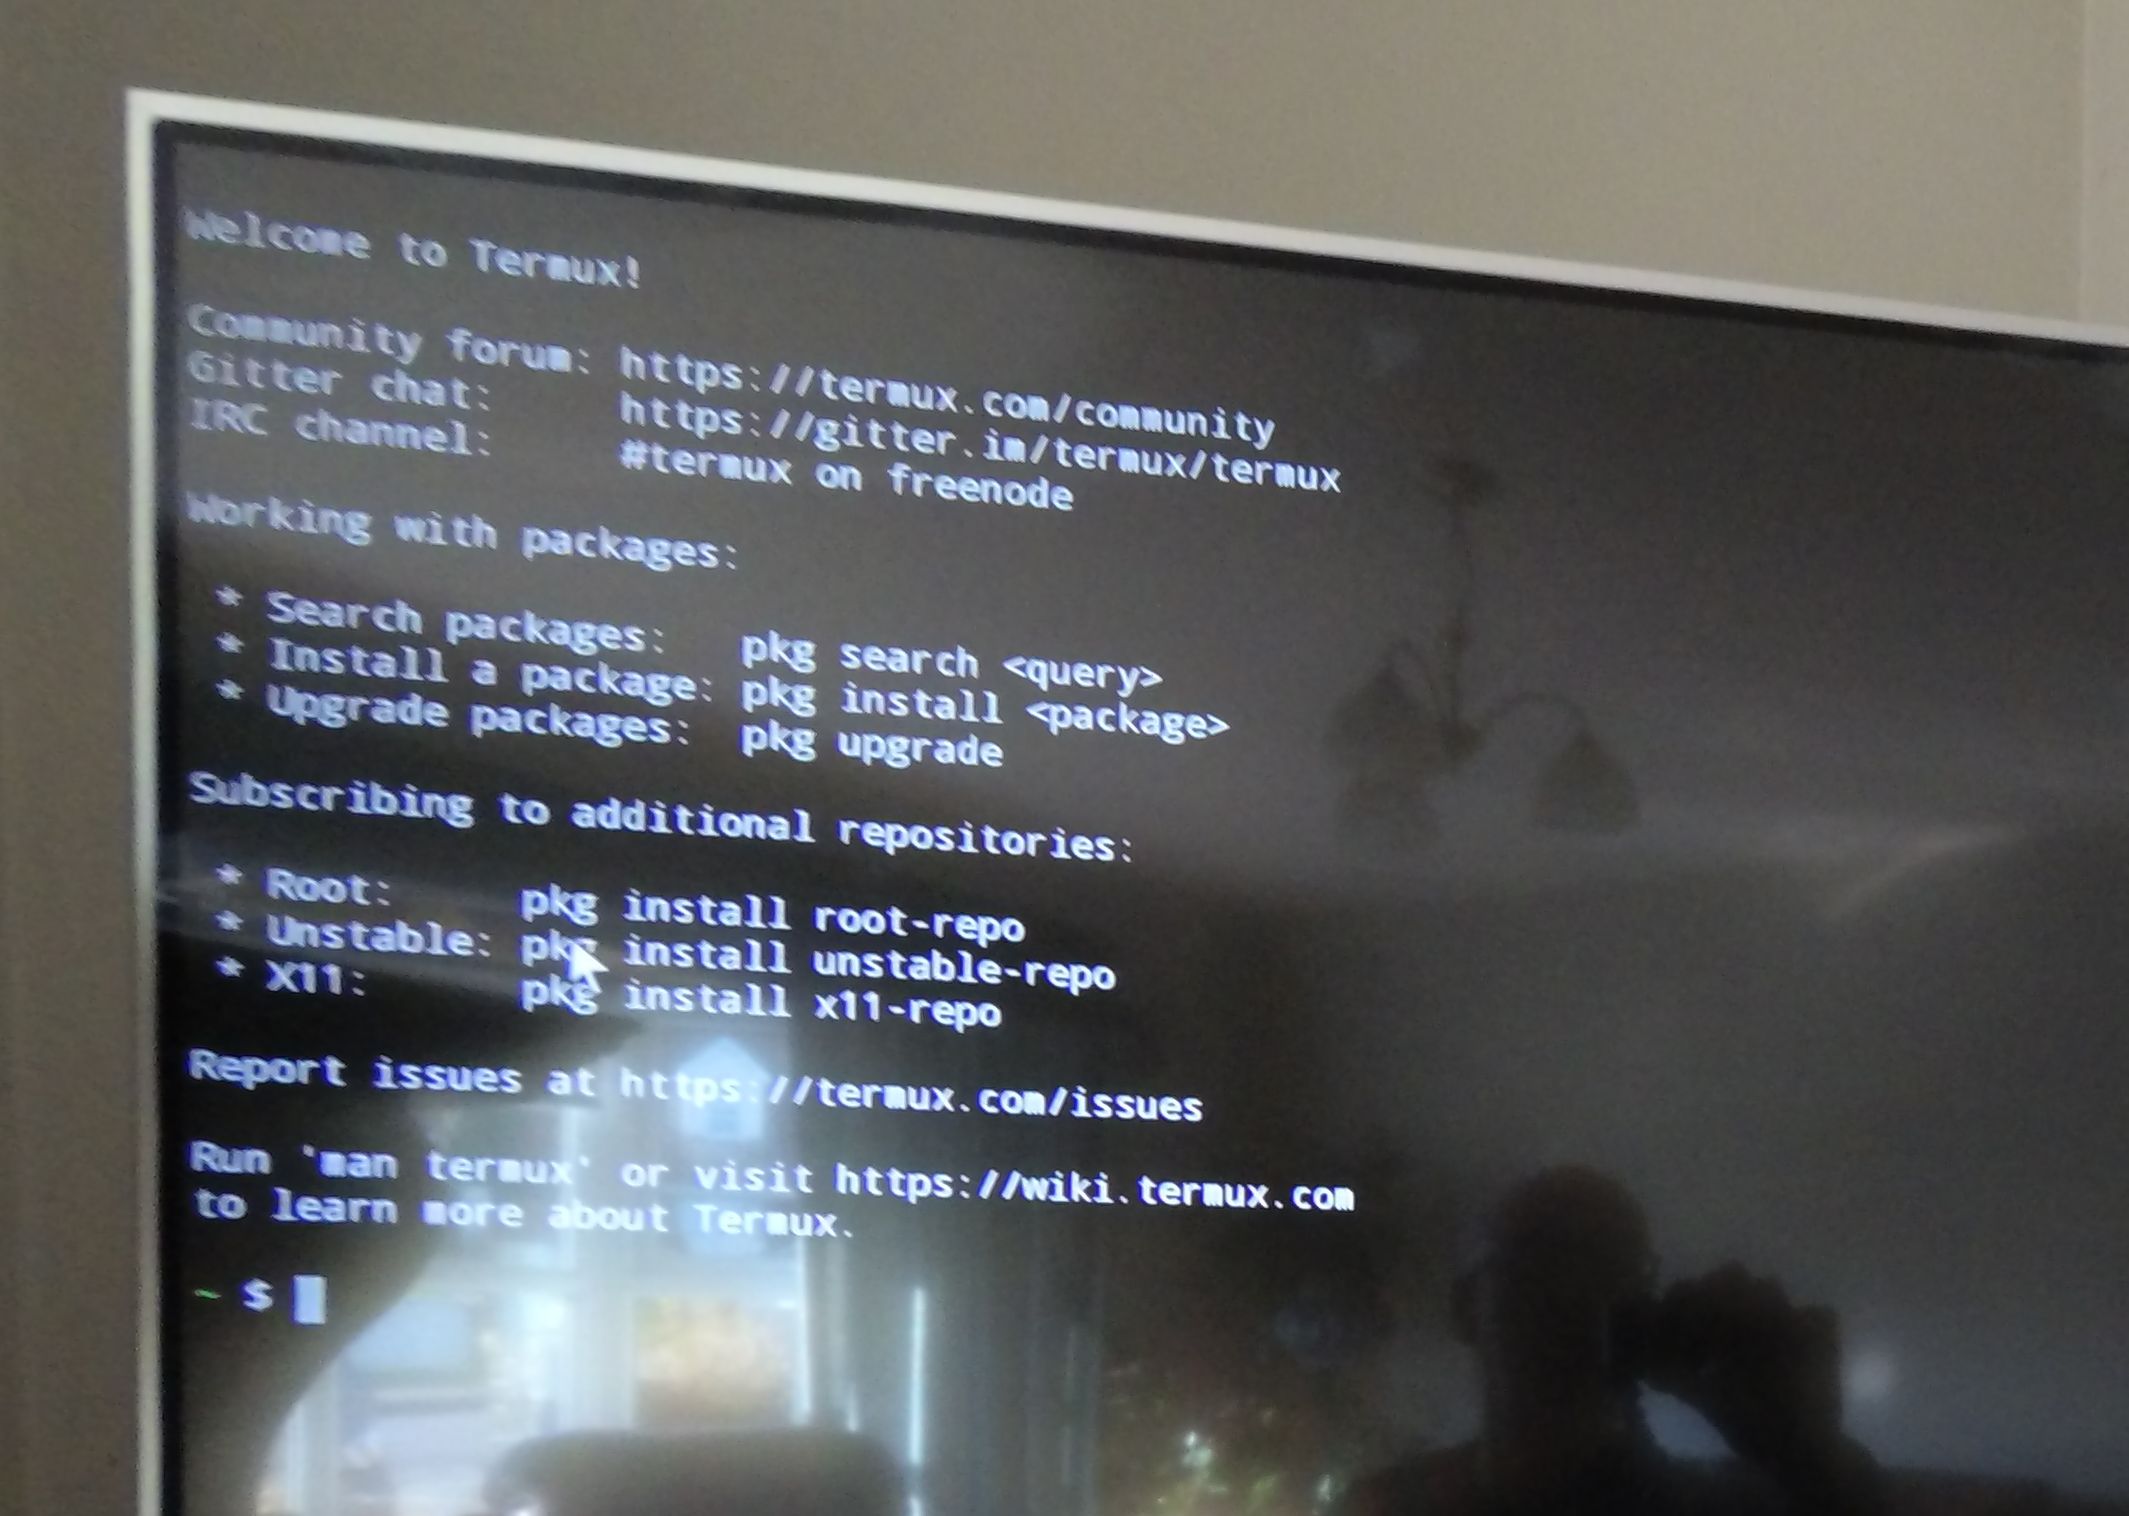 Welcome to Termux!
Community forum: https://termux.com/community
Gitter chat: https://gitter.im/termux/termux
IRC channel: #termux on freenode
Working with packages:
* Search packages: pkg search <query>
* Install a package: pkg install <package>
* Upgrade packages: pkg upgrade
Subscribing to additional repositories:
* Root: pkg install root-repo
* Unstable: pkg install unstable-repo
* X11: pkg install x11-repo
Report issues at https://termux.com/issues
Run 'man termux' or visit https://wiki.termux.com
to learn more about Termux.
~ $